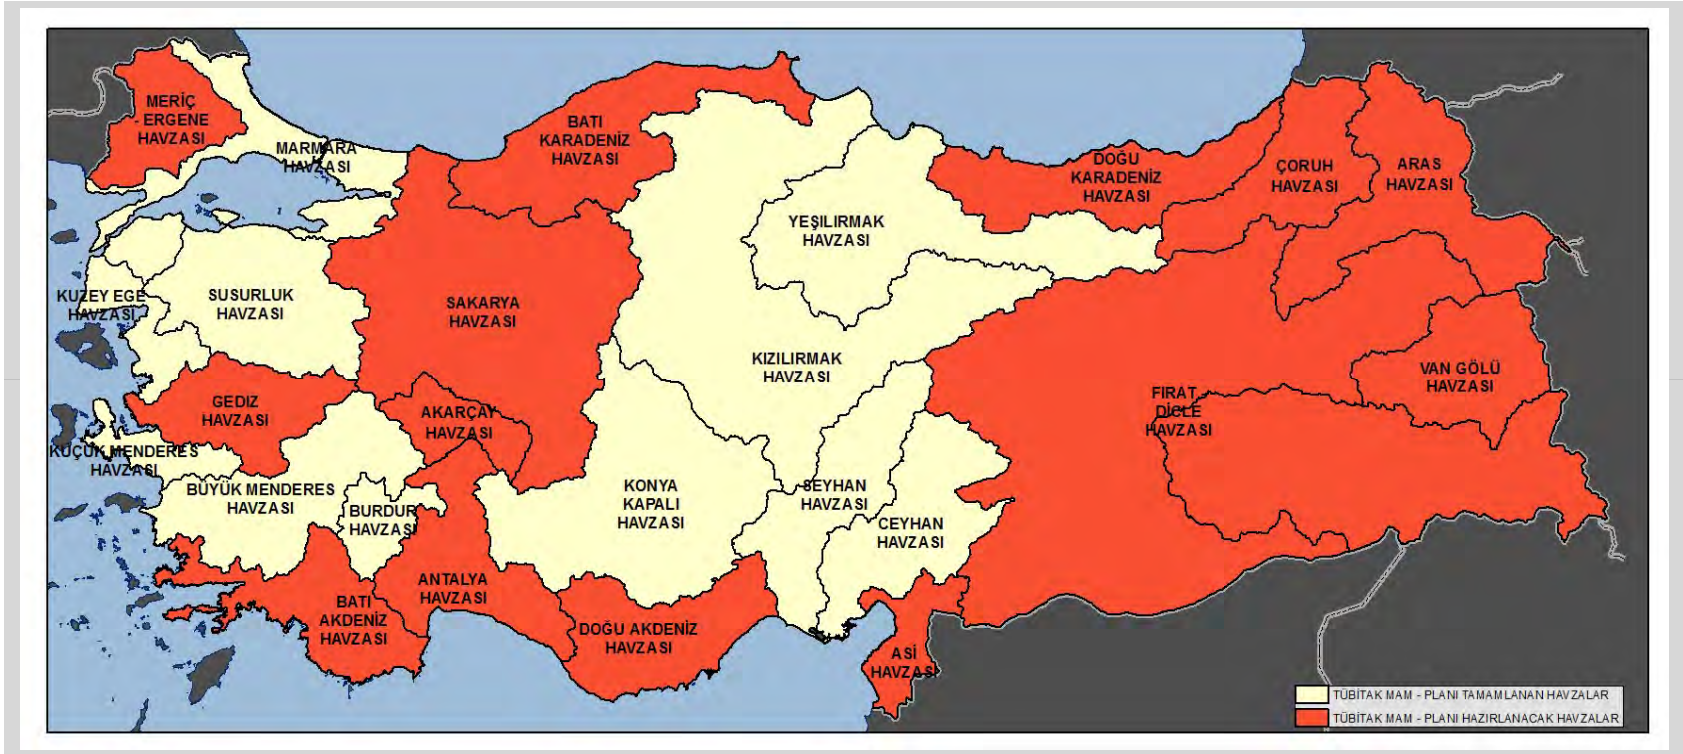 MERİÇ
- ERGENE
HAVZASI
MARMARA
HAVZASI
BATI
KARADENİZ
HAVZASI
DOĞU
KARADENİZ
HAVZASI
ÇORUH
HAVZASI
ARAS
HAVZASI
YEŞİLIRMAK
HAVZASI
KUZEY EGE
HAVZASI
SUSURLUK
HAVZASI
SAKARYA
HAVZASI
KIZILIRMAK
HAVZASI
VAN GÖLÜ
HAVZASI
GEDIZ
HAVZASI
AKARÇAY
HAVZASI
FIRAT
DİCLE
HAVZASI
KÜÇÜK MENDERES
HAVZASI
BÜYÜK MENDERES
HAVZASI
BURDUR
HAVZASI
KONYA
KAPALI
HAVZASI
SEYHAN
HAVZASI
CEYHAN
HAVZASI
ANTALYA
HAVZASI
BATI
AKDENİZ
HAVZASI
DOĞU AKDENİZ
HAVZASI
ASİ
HAVZASI
TÜBİTAK MAM - PLANI TAMAMLANAN HAVZALAR
TÜBİTAK MAM - PLANI HAZIRLANACAK HAVZALAR